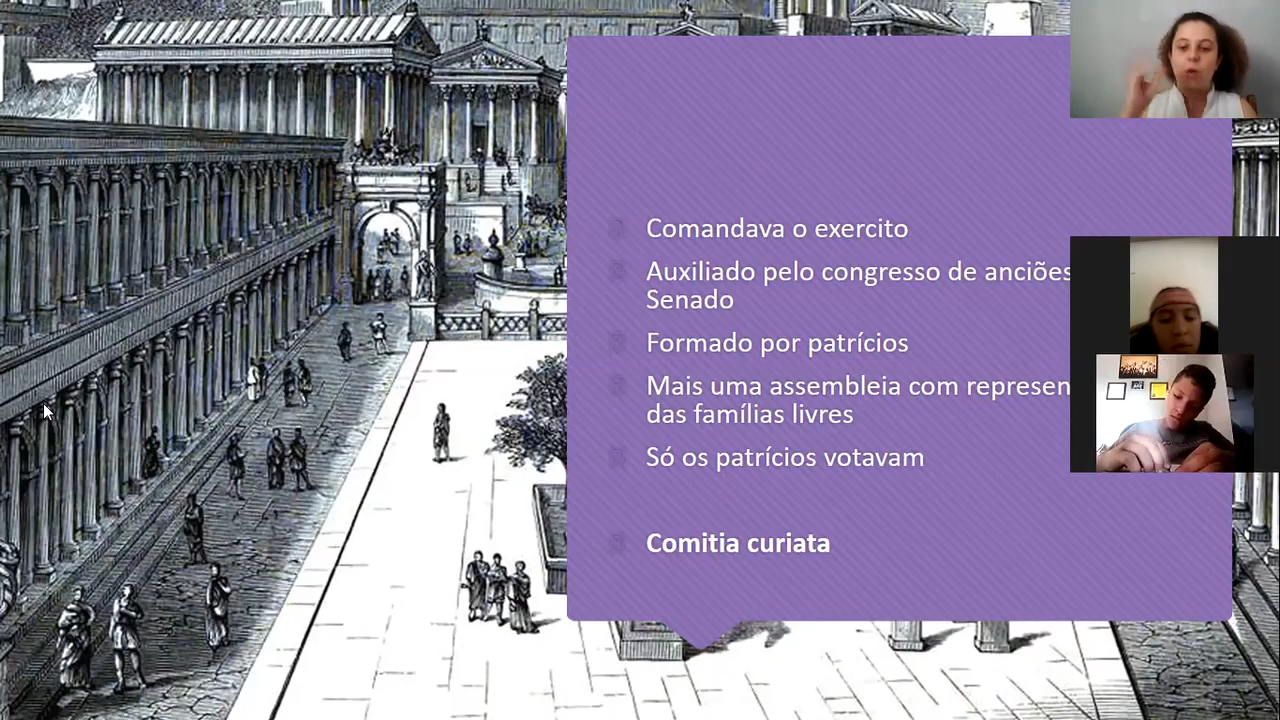 Comandava o exercito
Auxiliado pelo congresso de anciões
Senado
Formado por patrícios
Mais uma assembleia com
das famílias livres
Só os patrícios votavam
Comitia curiata